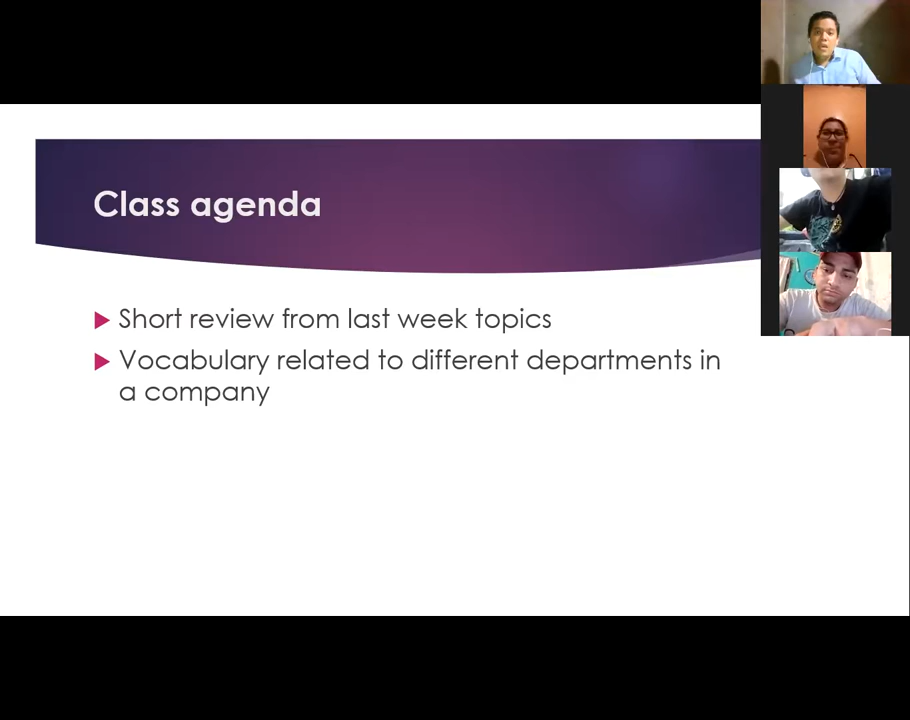 Class agenda
Short review from last week topics
Vocabulary related to different departments in
a company